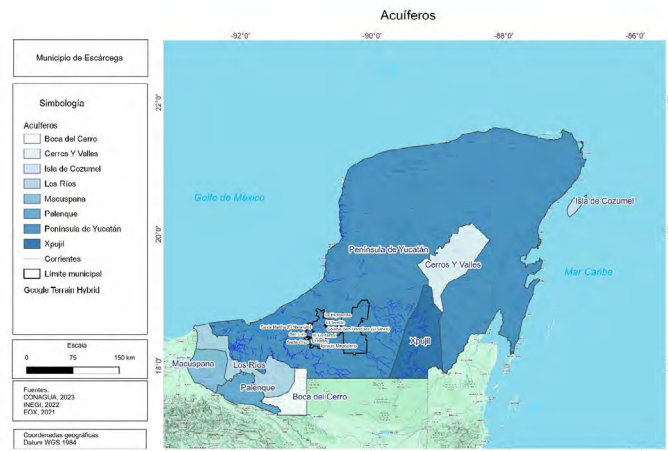 Acuíferos
Municipio de Escárcega
Simbología
Acuíferos
Boca del Cerro
Cerros Y Valles
Isla de Cozumel
Los Ríos
Macuspana
Palenque
Península de Yucatán
Xpujil
Corrientes
Límite municipal
Google Terrain Hybrid
Escala
0 75 150 km
Fuentes:
CONAGUA, 2023
INEGI, 2022
EOX, 2021
Coordenadas geográficas
Datum WGS 1984
-92°0' -90°0' -88°0' -86°0'
22°0'
20°0'
18°0'
Golfo de México
Mar Caribe
Isla de Cozumel
Península de Yucatán
Cerros Y Valles
Xpujil
Macuspana
Los Ríos
Palenque
Boca del Cerro